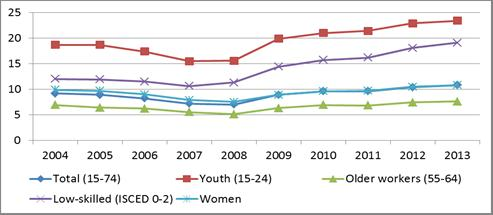 25
20
15
10
5
0
2004 2005 2006 2007 2008 2009 2010 2011 2012 2013
Total (15-74) Youth (15-24) Older workers (55-64)
Low-skilled (ISCED 0-2) Women